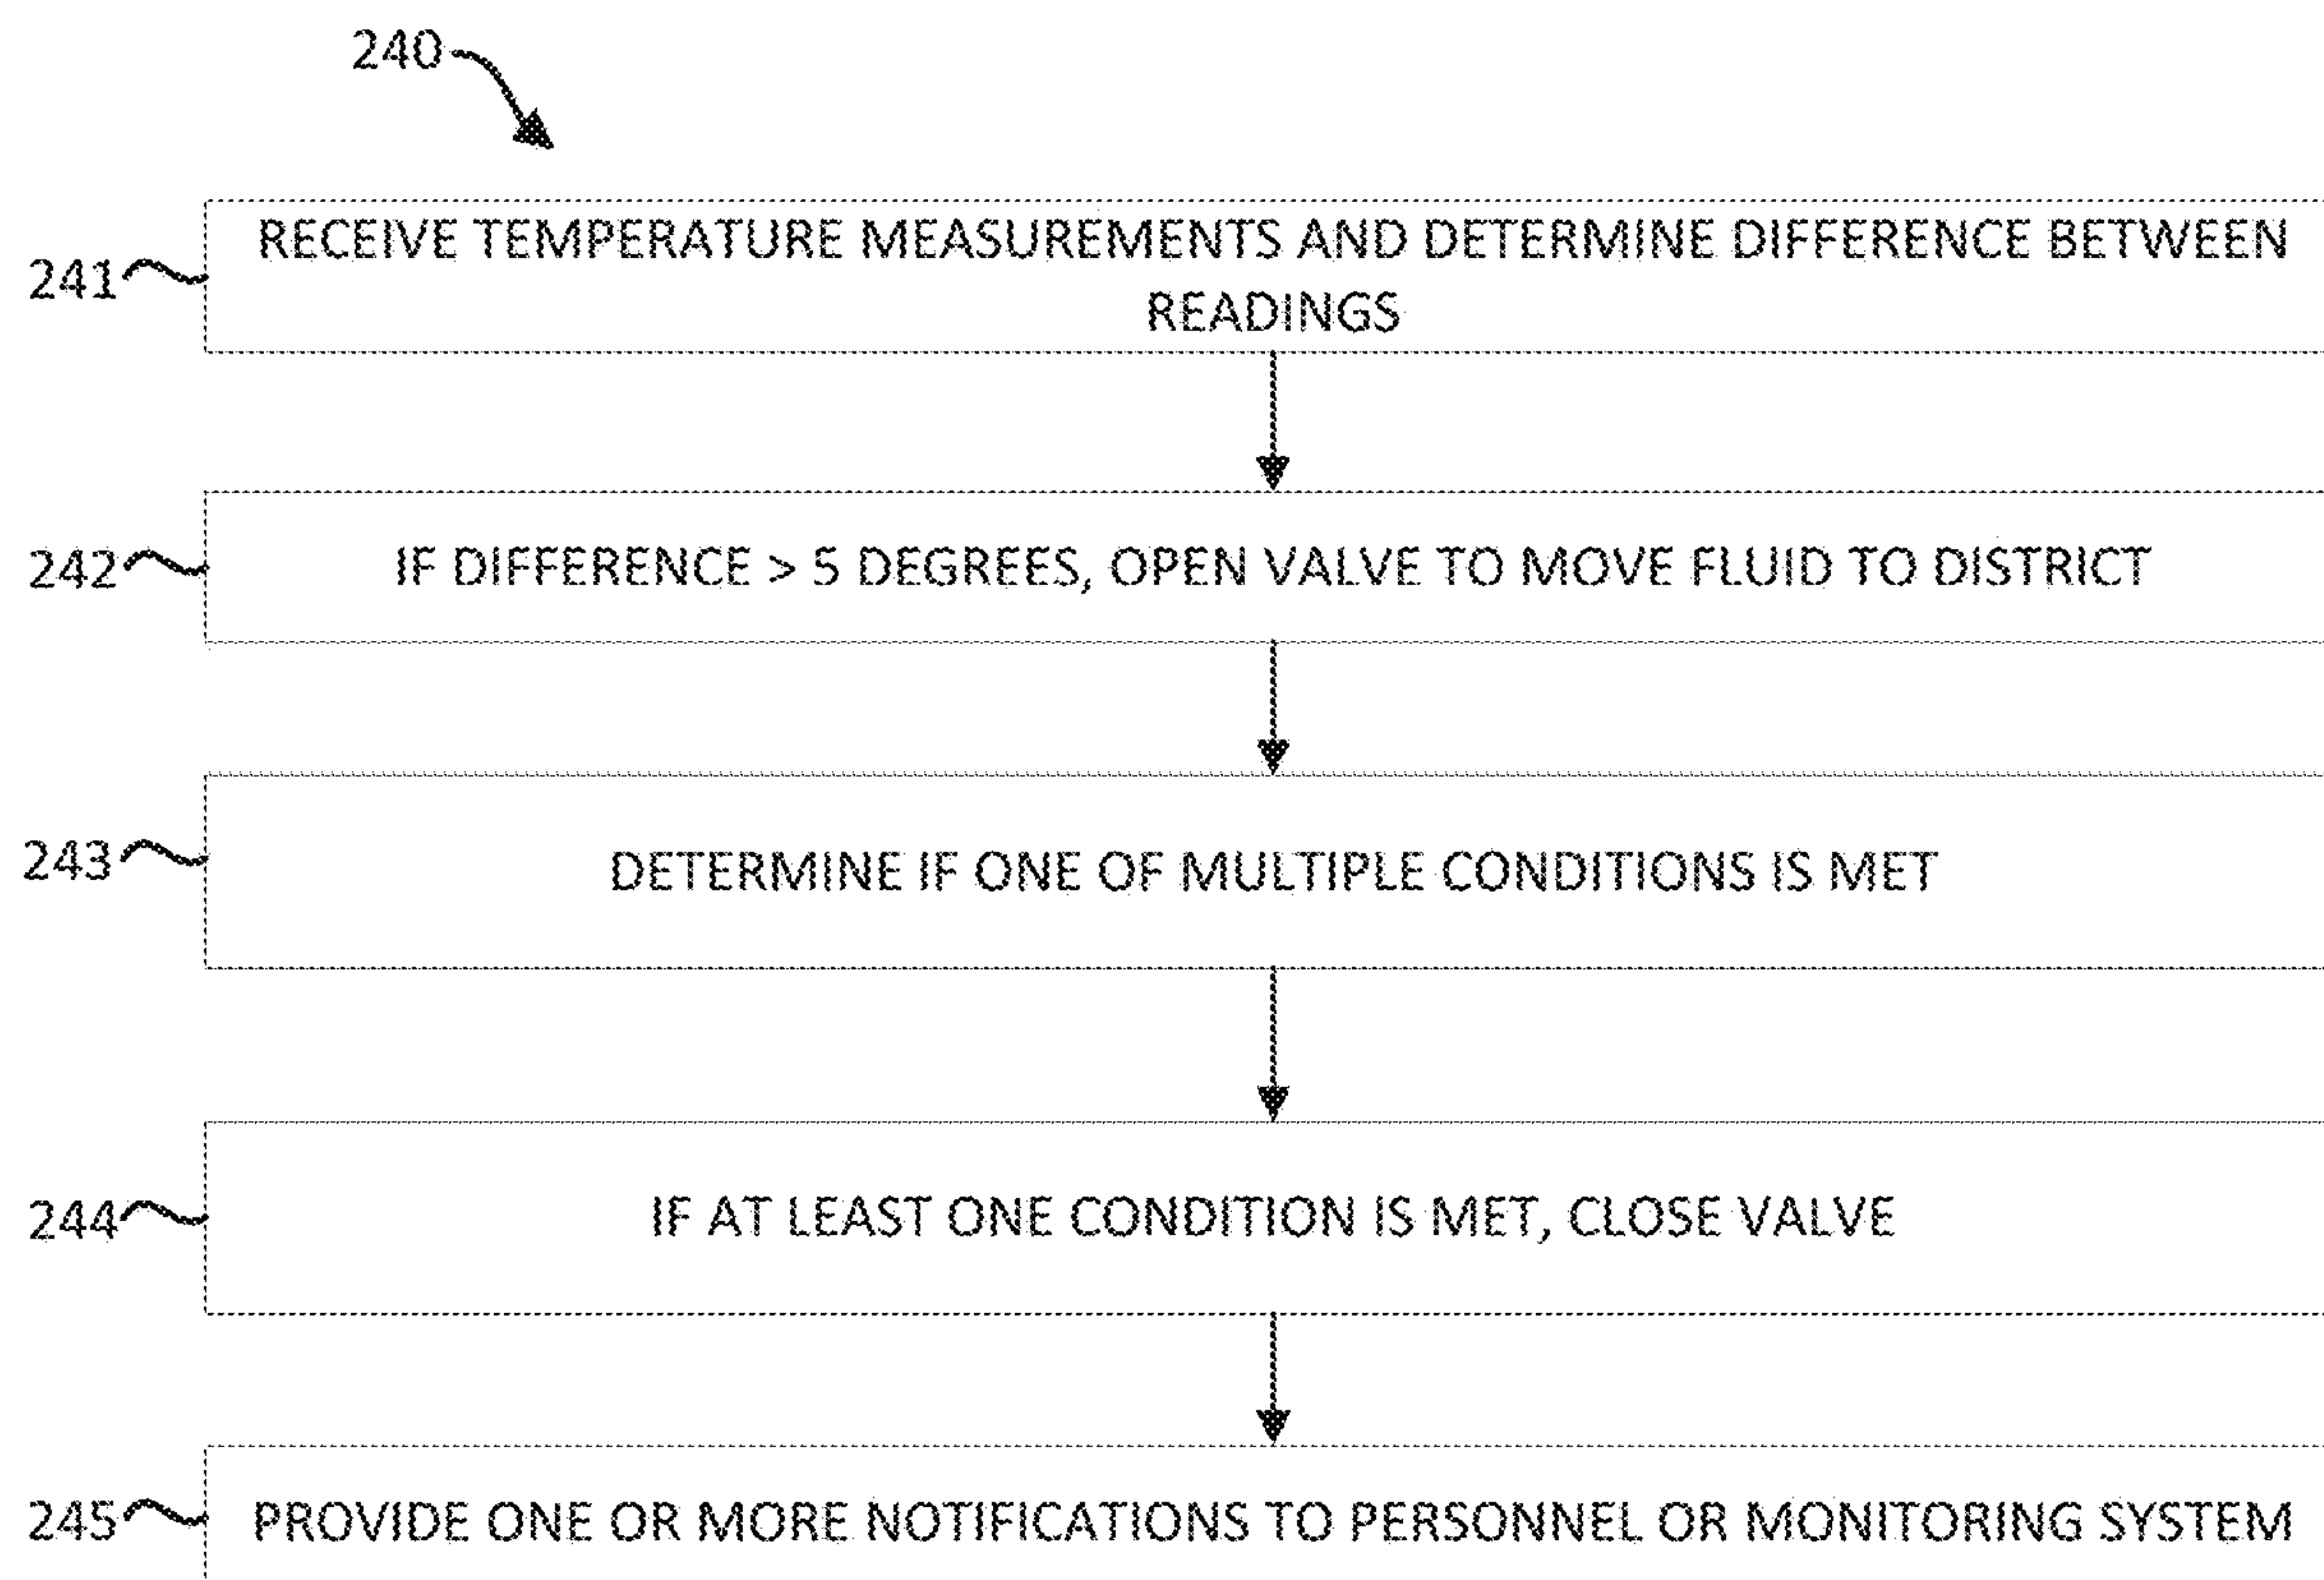 240
241
RECEIVE TEMPERATURE MEASUREMENTS AND DETERMINE DIFFERENCE BETWEEN
READINGS
242
IF DIFFERENCE > 5 DEGREES, OPEN VALVE TO MOVE FLUID TO DISTRICT
243
DETERMINE IF ONE OF MULTIPLE CONDITIONS IS MET
244
IF AT LEAST ONE CONDITION IS MET, CLOSE VALVE
245
PROVIDE ONE OR MORE NOTIFICATIONS TO PERSONNEL OR MONITORING SYSTEM